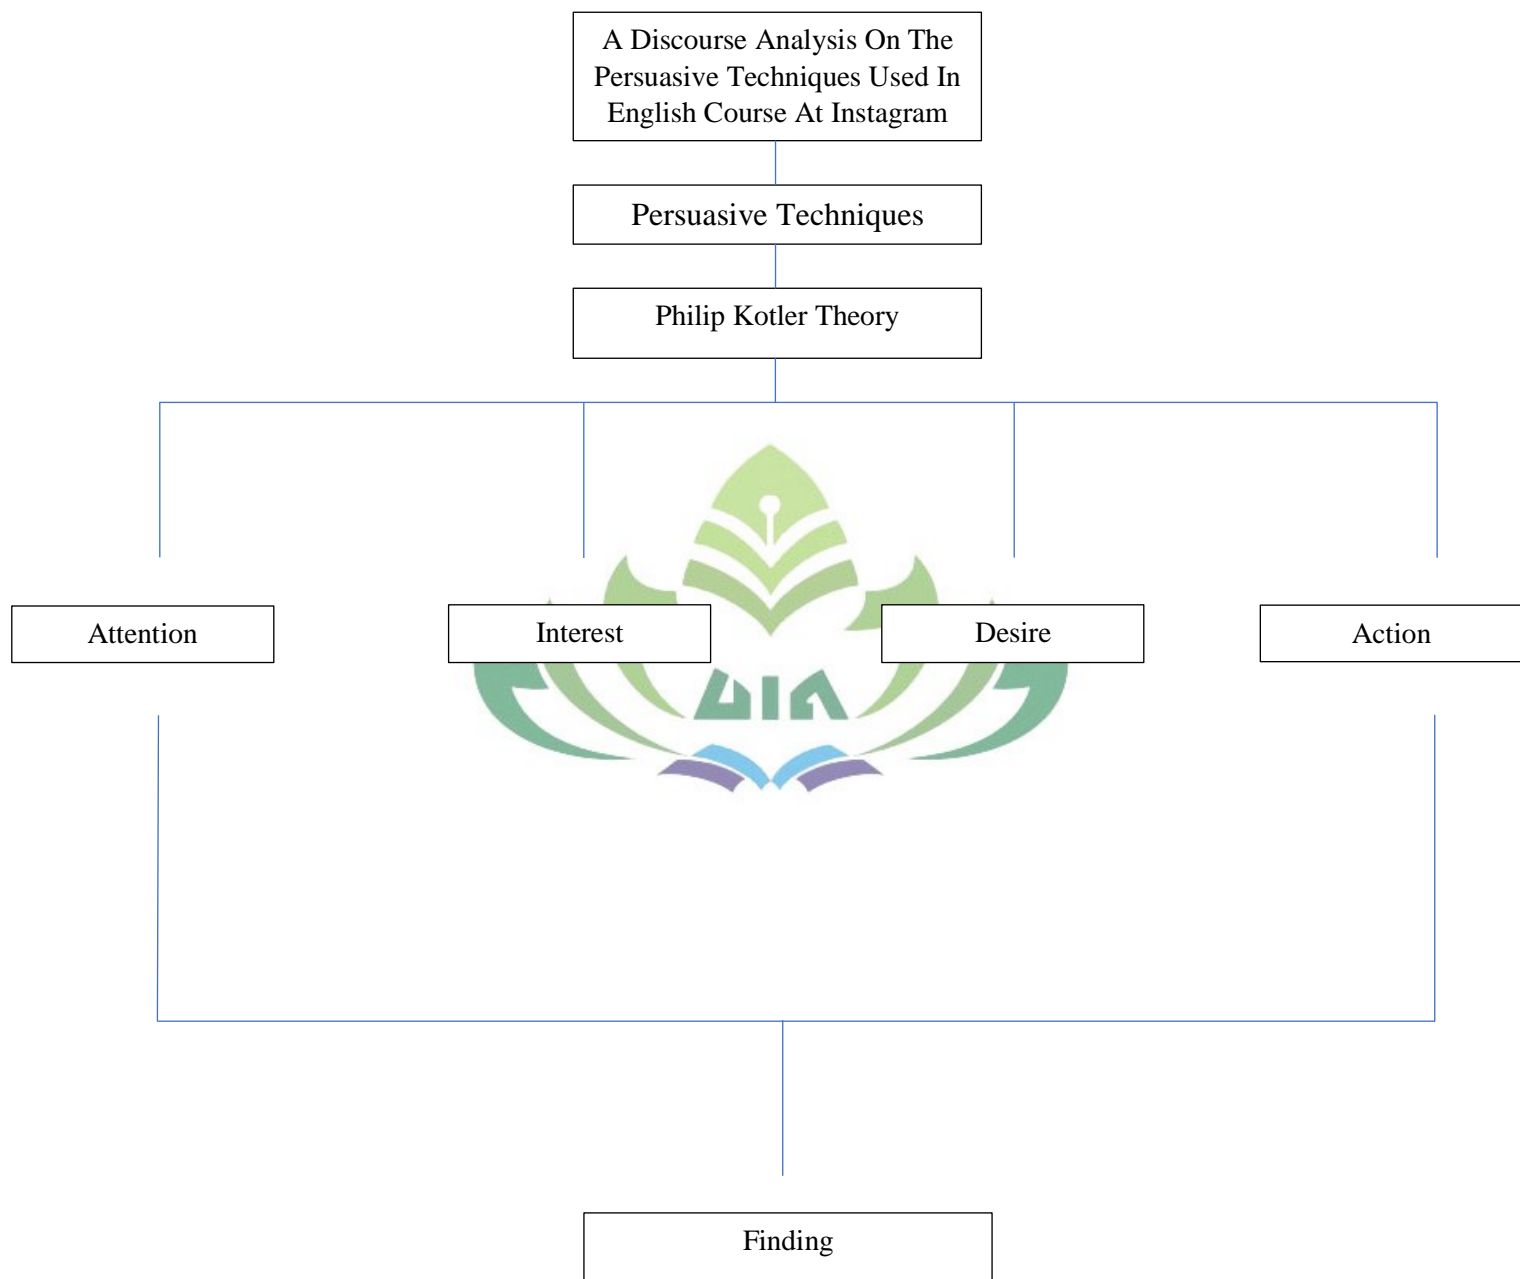 A Discourse Analysis On The
Persuasive Techniques Used In
English Course At Instagram
Persuasive Techniques
Philip Kotler Theory
Attention
Interest
Desire
Action
UIN
Finding